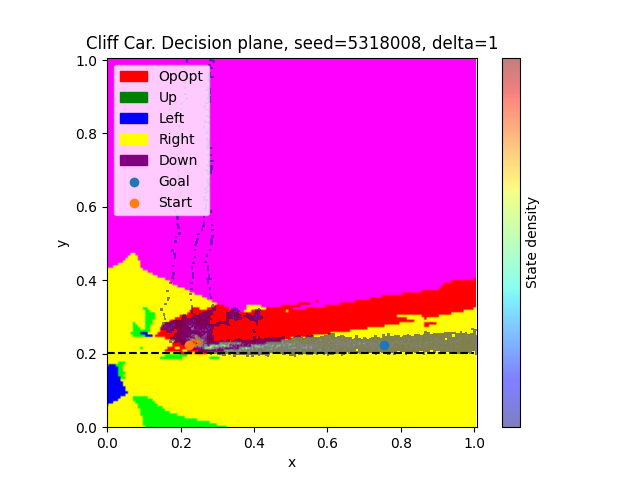 Cliff Car. Decision plane, seed=5318008, delta=1
1.0
0.8
0.6
0.4
0.2
0.0
y
OpOpt
Up
Left
Right
Down
Goal
Start
0.0 0.2 0.4 0.6 0.8 1.0
x
State density